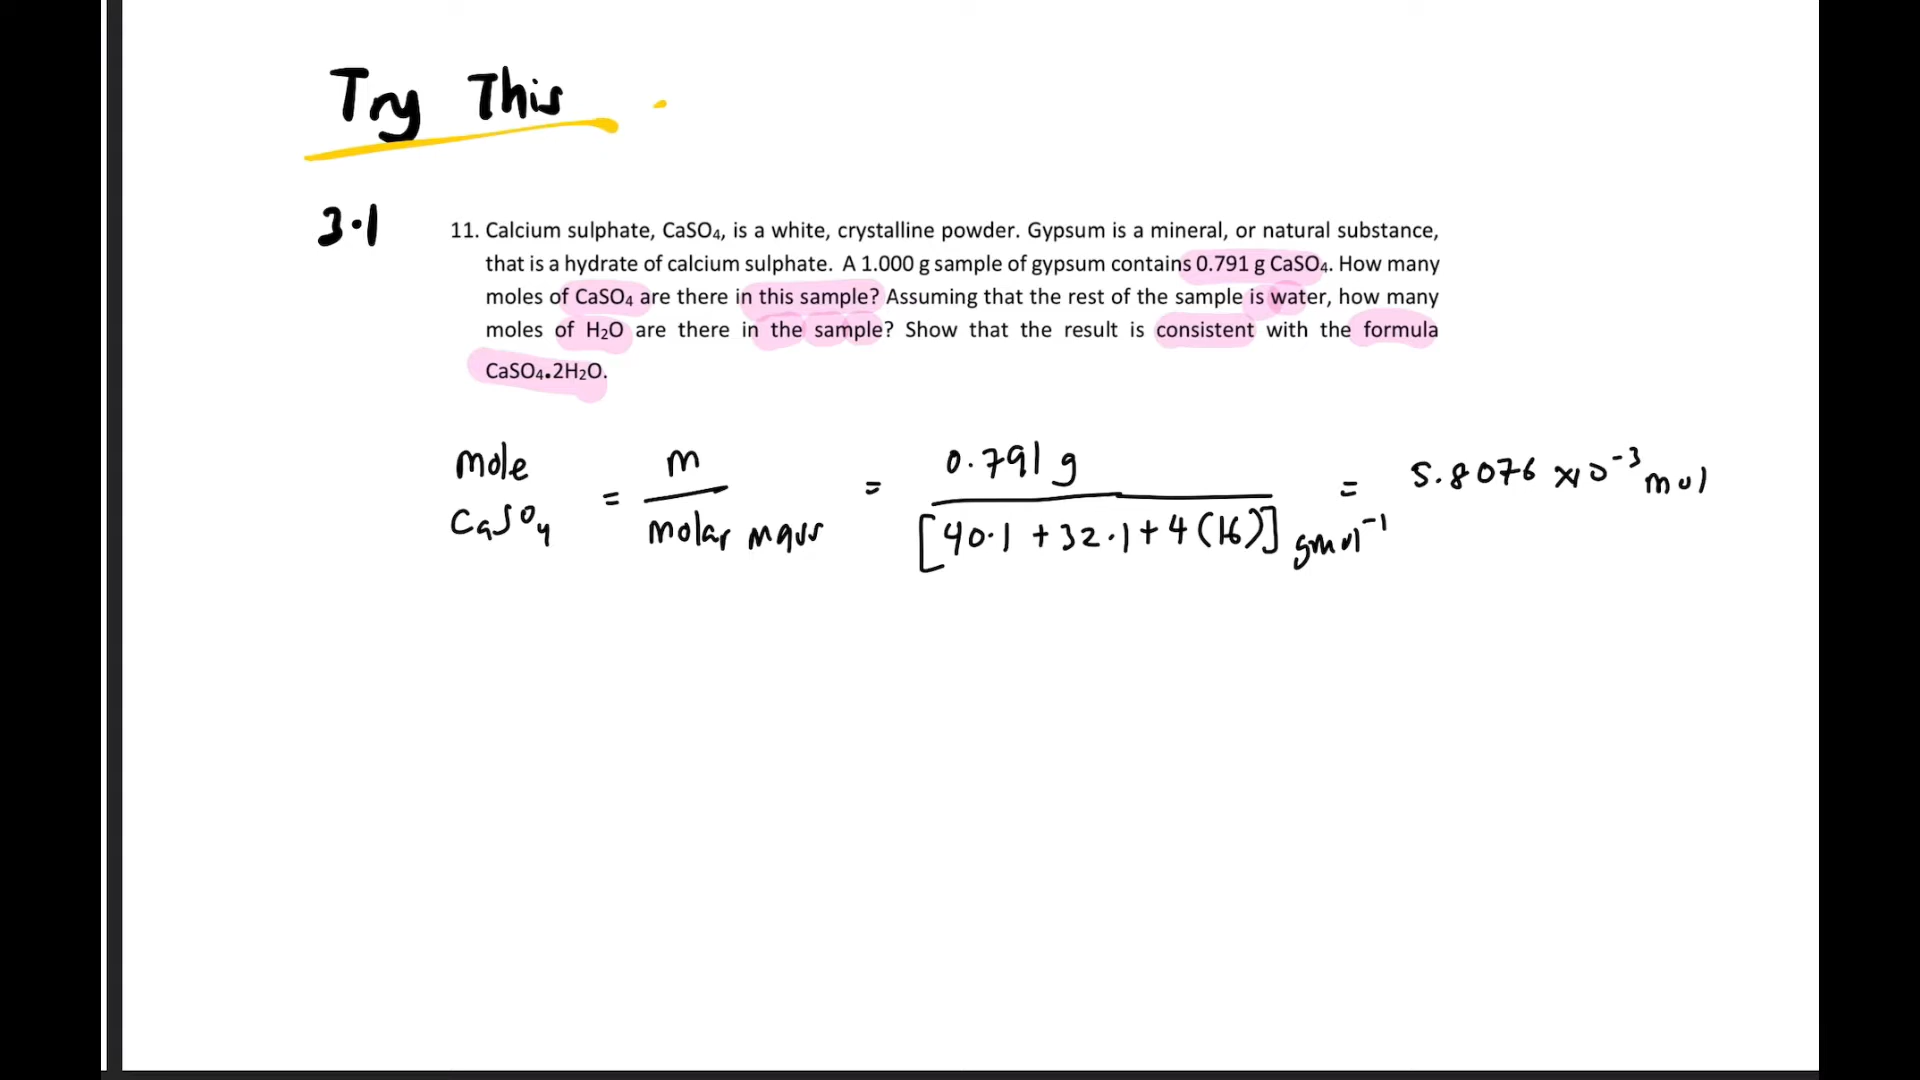 Try This
3.1
11. Calcium sulphate, CaSO₄, is a white, crystalline powder. Gypsum is a mineral, or natural substance,
that is a hydrate of calcium sulphate. A 1.000 g sample of gypsum contains 0.791 g CaSO₄. How many
moles of CaSO₄ are there in this sample? Assuming that the rest of the sample is water, how many
moles of H₂O are there in the sample? Show that the result is consistent with the formula
CaSO₄.2H₂O.
mole CaSO₄ = m / molar mass = 0.791 g / [40.1 + 32.1 + 4(16)] gmol⁻¹ = 5.8076 x10⁻³ mol